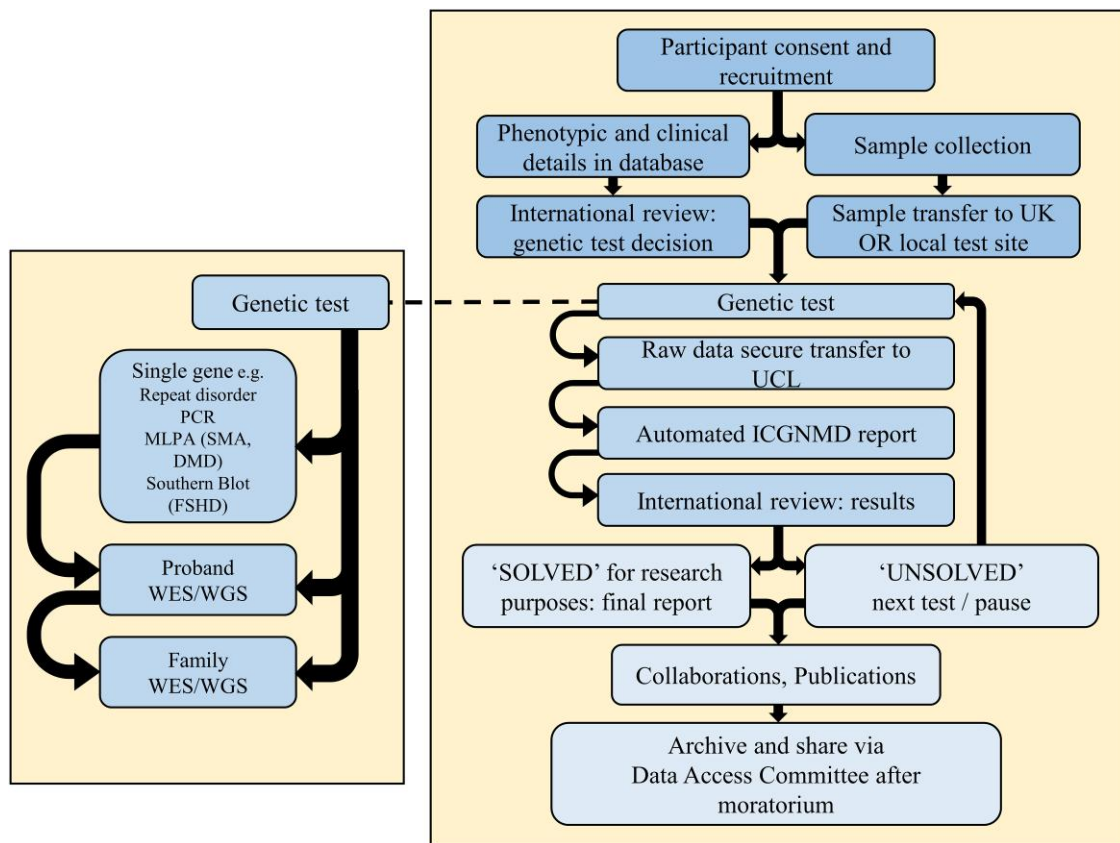 Participant consent and
recruitment
Phenotypic and clinical
details in database
Sample collection
International review:
genetic test decision
Sample transfer to UK
OR local test site
Genetic test
Raw data secure transfer to
UCL
Automated ICGNMD report
International review: results
‘SOLVED’ for research
purposes: final report
‘UNSOLVED’
next test / pause
Collaborations, Publications
Archive and share via
Data Access Committee after
moratorium
Genetic test
Single gene e.g.
Repeat disorder
PCR
MLPA (SMA,
DMD)
Southern Blot
(FSHD)
Proband
WES/WGS
Family
WES/WGS